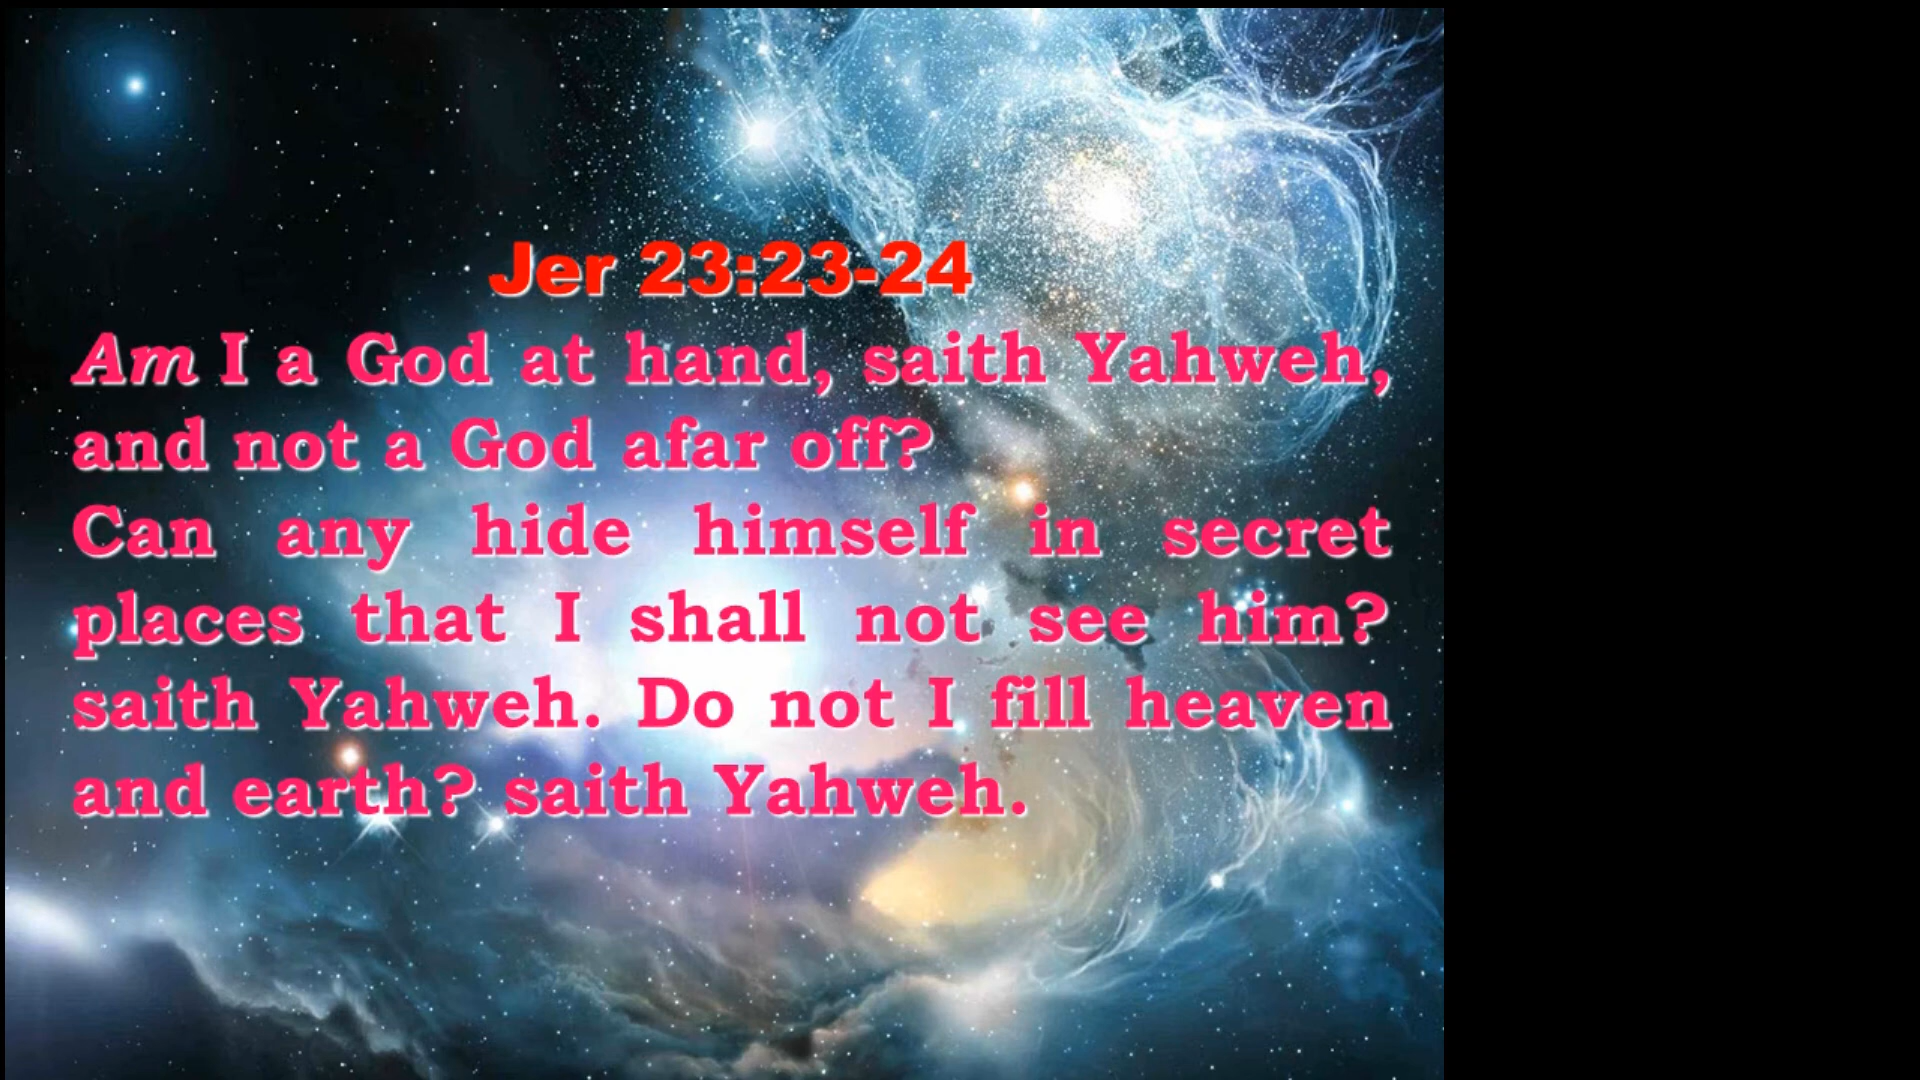 Jer 23:23-24
Am I a God at hand, saith Yahweh,
and not a God afar off?
Can any hide himself in secret
places that I shall not see him?
saith Yahweh. Do not I fill heaven
and earth? saith Yahweh.